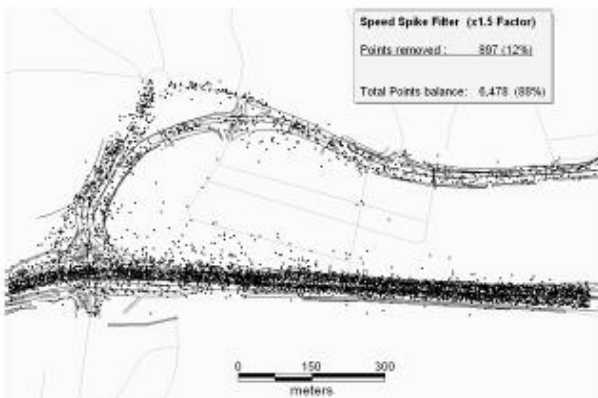 Speed Spike Filter (x1.5 Factor)
Points removed : 897 (12%)
Total Points balance: 6,478 (88%)
0 150 300
meters